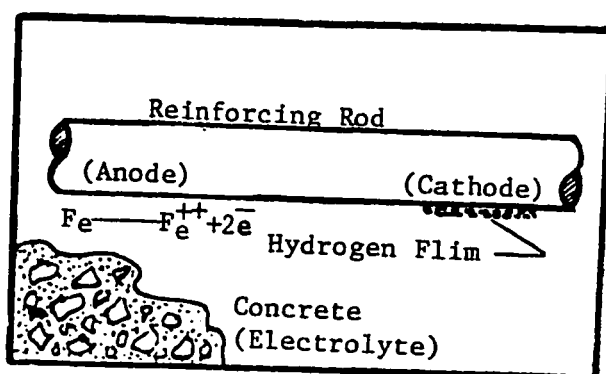 Reinforcing Rod
(Anode) (Cathode)
Fe——Fe⁺⁺+2e⁻
Hydrogen Flim
Concrete
(Electrolyte)